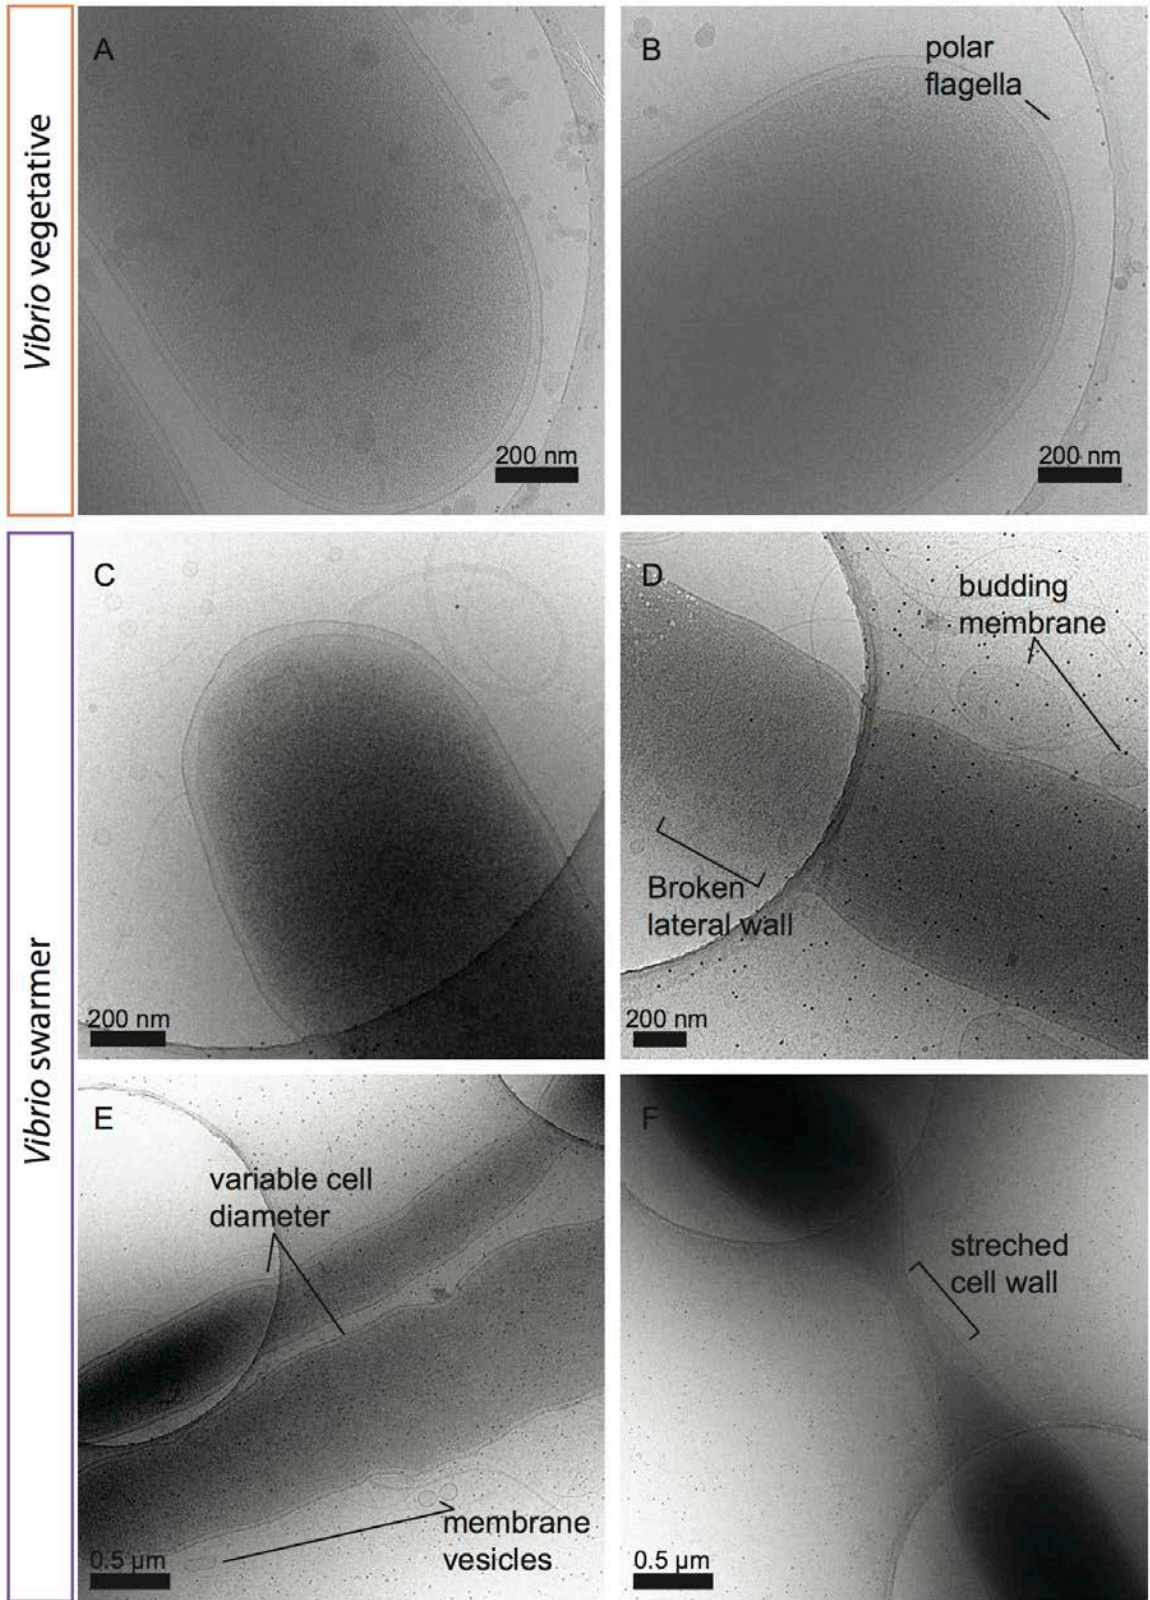 Vibrio vegetative
A
200 nm
B
polar
flagella
200 nm
Vibrio swarmer
C
200 nm
D
budding
membrane
Broken
lateral wall
200 nm
E
variable cell
diameter
membrane
vesicles
0.5 µm
F
streched
cell wall
0.5 µm